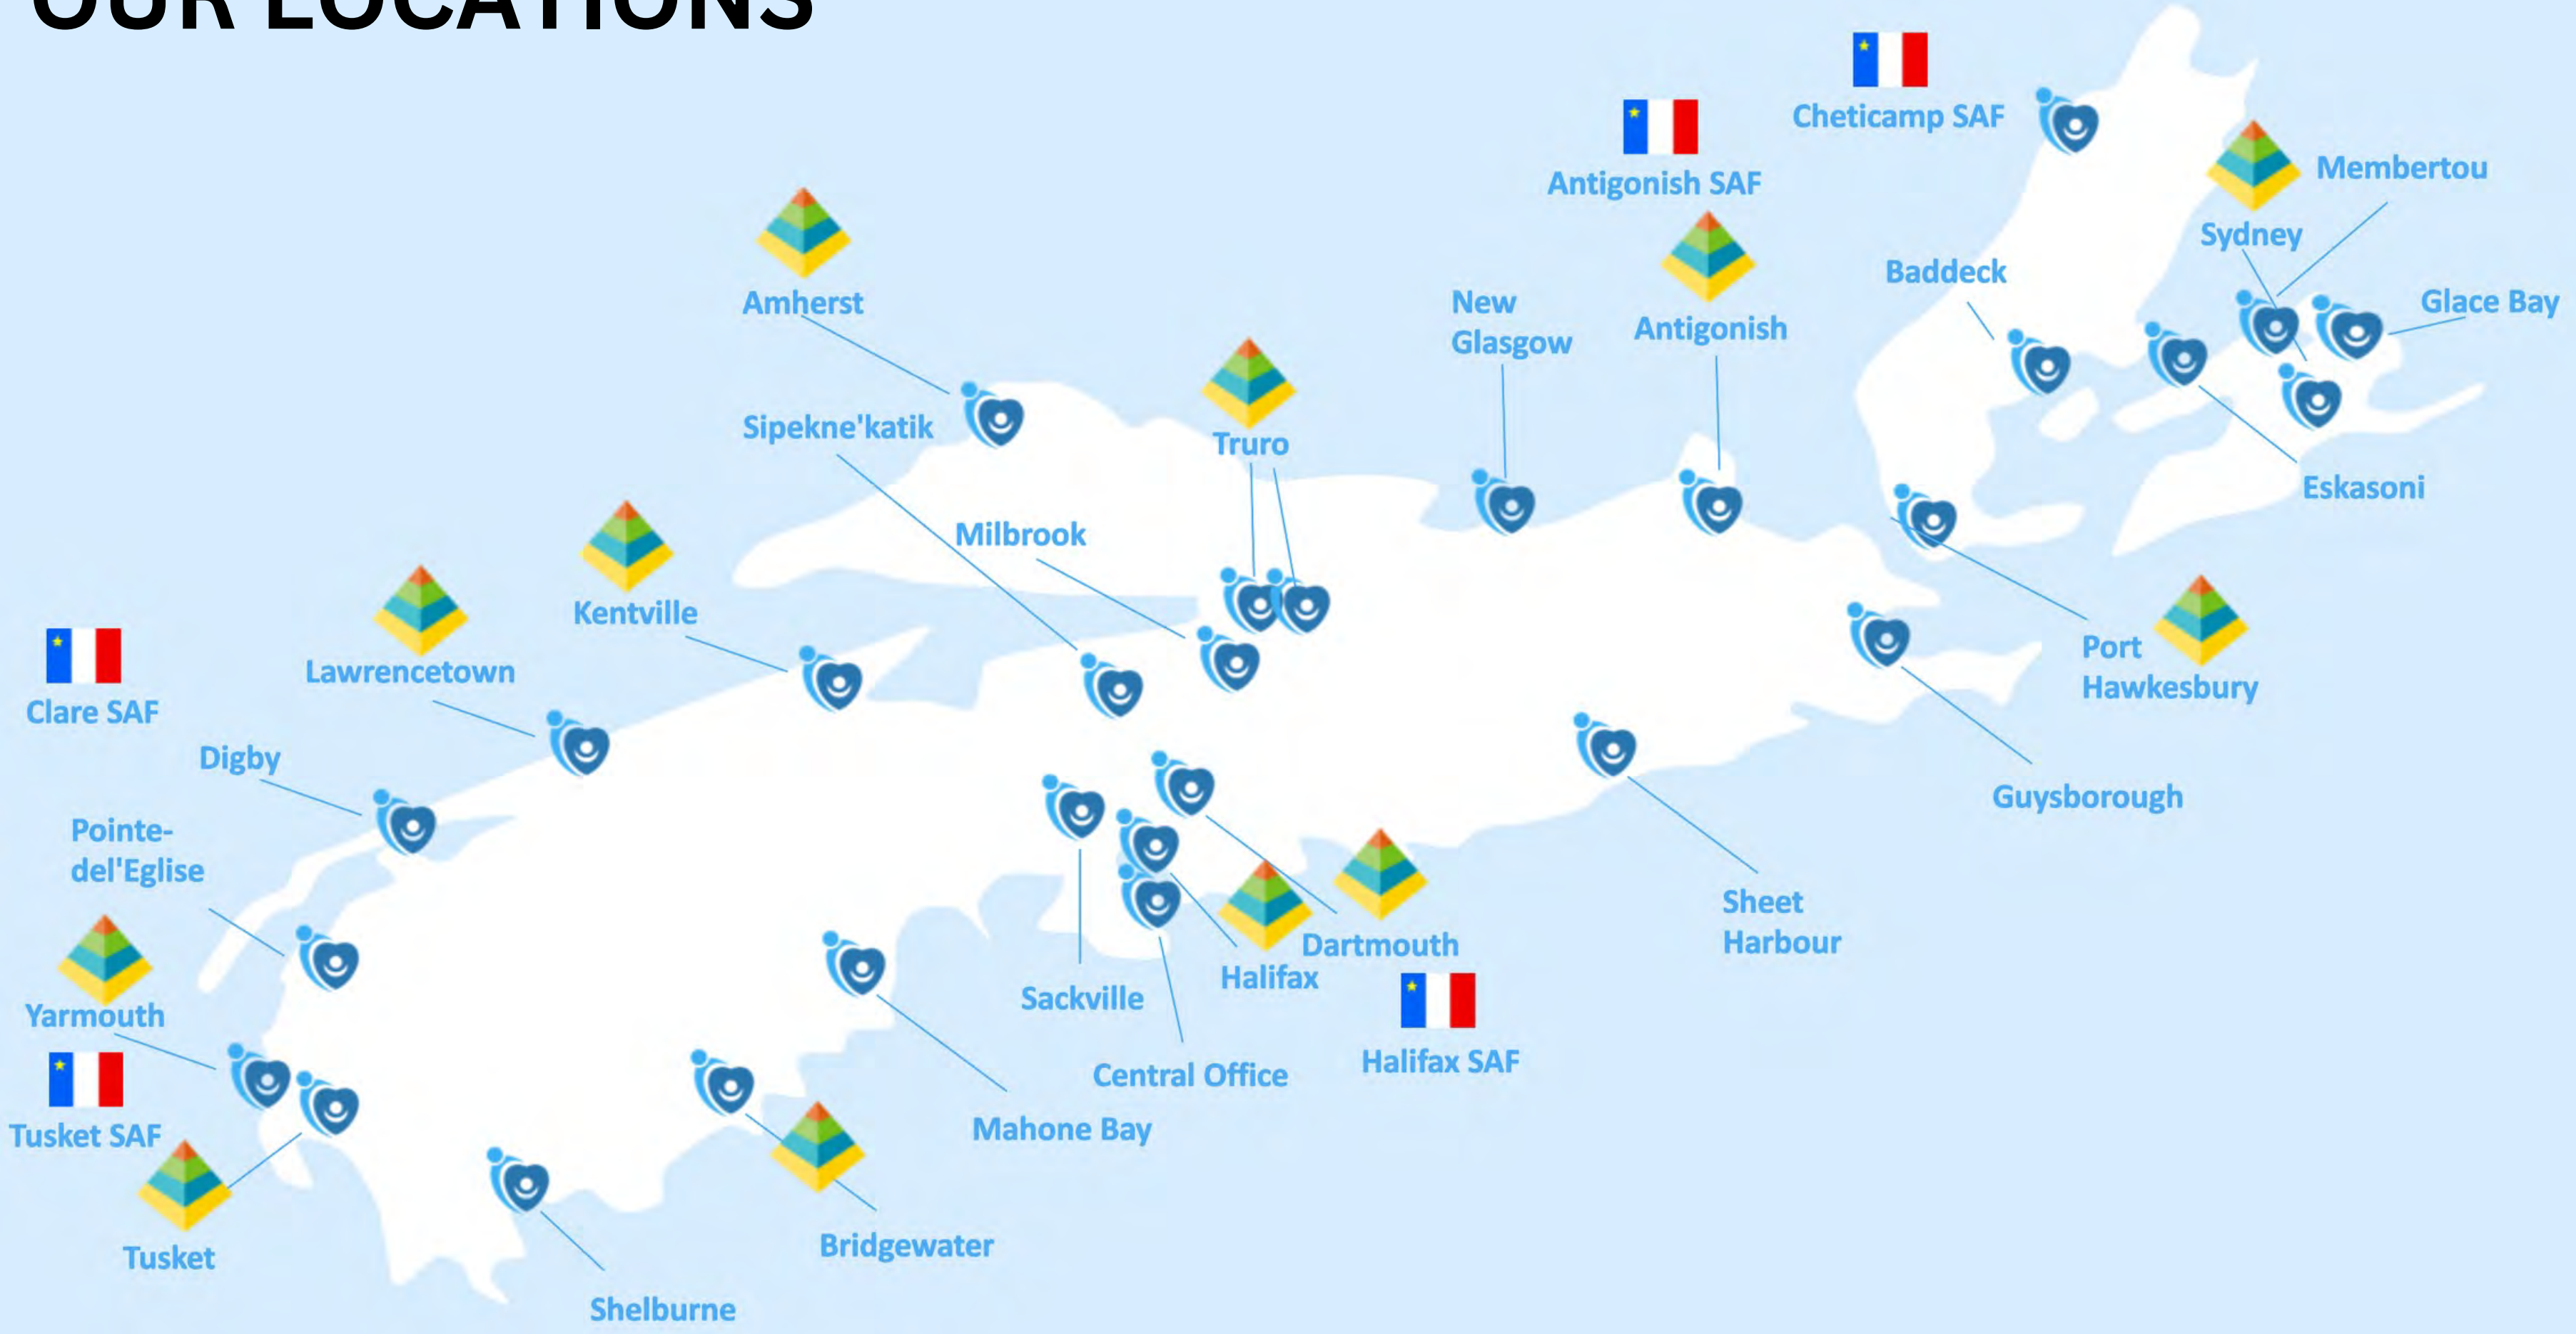 OUR LOCATIONS
Cheticamp SAF
Antigonish SAF
Membertou
Sydney
Baddeck
Glace Bay
Amherst
New
Glasgow
Antigonish
Sipekne'katik
Truro
Eskasoni
Milbrook
Kentville
Lawrencetown
Port
Hawkesbury
Clare SAF
Digby
Guysborough
Pointe-
del'Eglise
Sheet
Harbour
Dartmouth
Halifax
Sackville
Yarmouth
Central Office
Halifax SAF
Mahone Bay
Tusket SAF
Bridgewater
Tusket
Shelburne